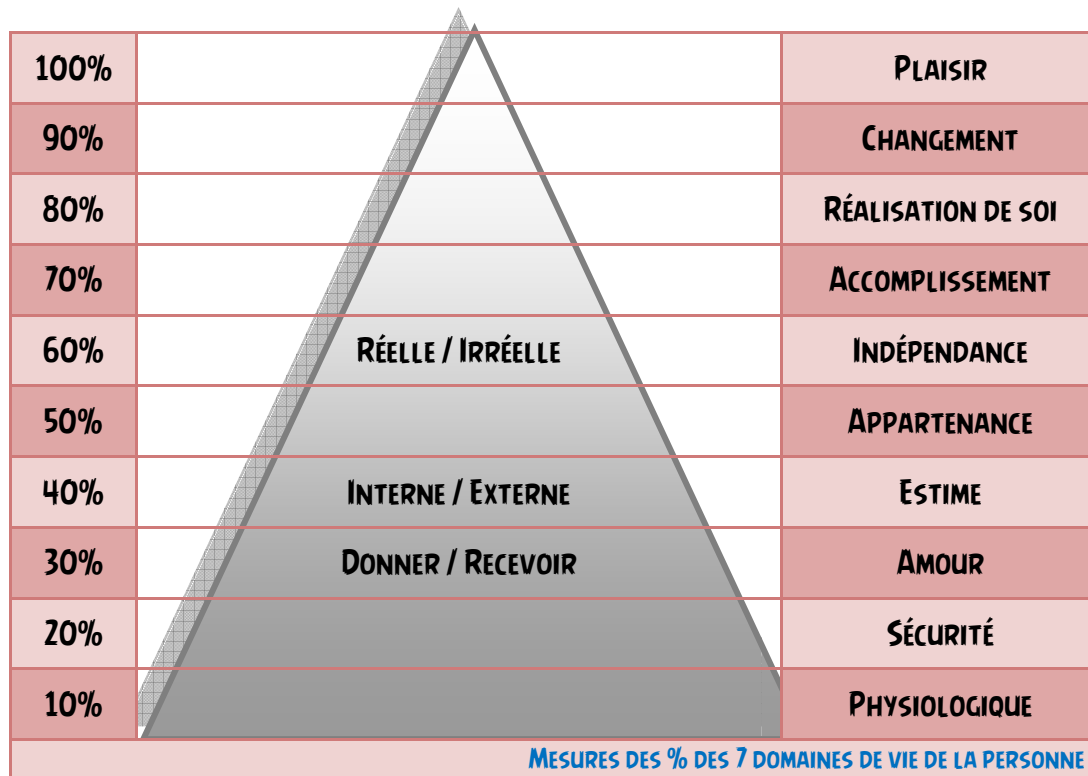 100% Plaisir
90% Changement
80% Réalisation de soi
70% Accomplissement
60% Réelle / Irréelle Indépendance
50% Appartenance
40% Interne / Externe Estime
30% Donner / Recevoir Amour
20% Sécurité
10% Physiologique
Mesures des % des 7 domaines de vie de la personne